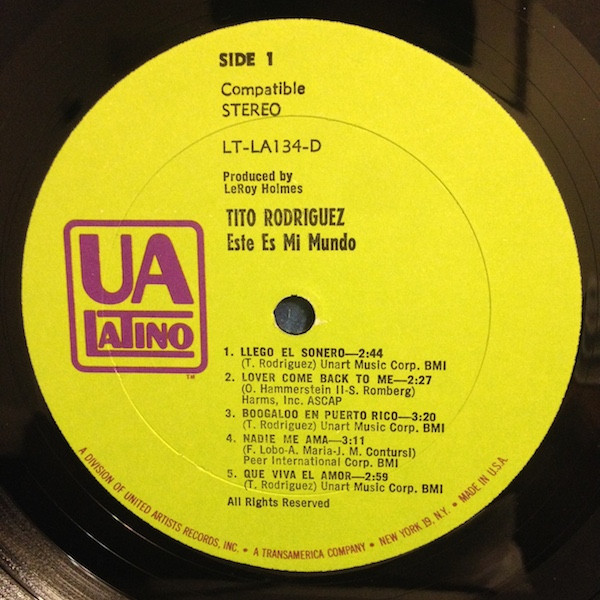 SIDE 1
Compatible
STEREO
LT-LA134-D
Produced by
LeRoy Holmes
TITO RODRIGUEZ
Este Es Mi Mundo
UA
LATINO
TM
1. LLEGO EL SONERO—2:44
(T. Rodriguez) Unart Music Corp. BMI
2. LOVER COME BACK TO ME—2:27
(O. Hammerstein II-S. Romberg)
Harms, Inc. ASCAP
3. BOOGALOO EN PUERTO RICO—3:20
(T. Rodriguez) Unart Music Corp. BMI
4. NADIE ME AMA—3:11
(F. Lobo-A. Maria-J. M. Contursl)
Peer International Corp. BMI
5. QUE VIVA EL AMOR—2:59
(T. Rodriguez) Unart Music Corp. BMI
All Rights Reserved
A DIVISION OF UNITED ARTISTS RECORDS, INC. • A TRANSAMERICA COMPANY • NEW YORK 19, N.Y. • MADE IN U.S.A.